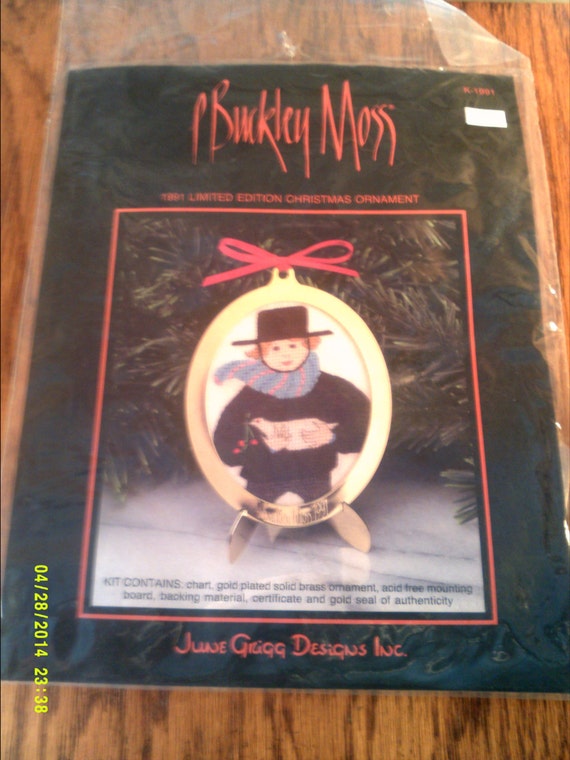 P Buckley Moss
K-1991
1991 LIMITED EDITION CHRISTMAS ORNAMENT
1991
KIT CONTAINS: chart, gold plated solid brass ornament, acid free mounting
board, backing material, certificate and gold seal of authenticity
June Grigg Designs Inc.
04/28/2014 23:38